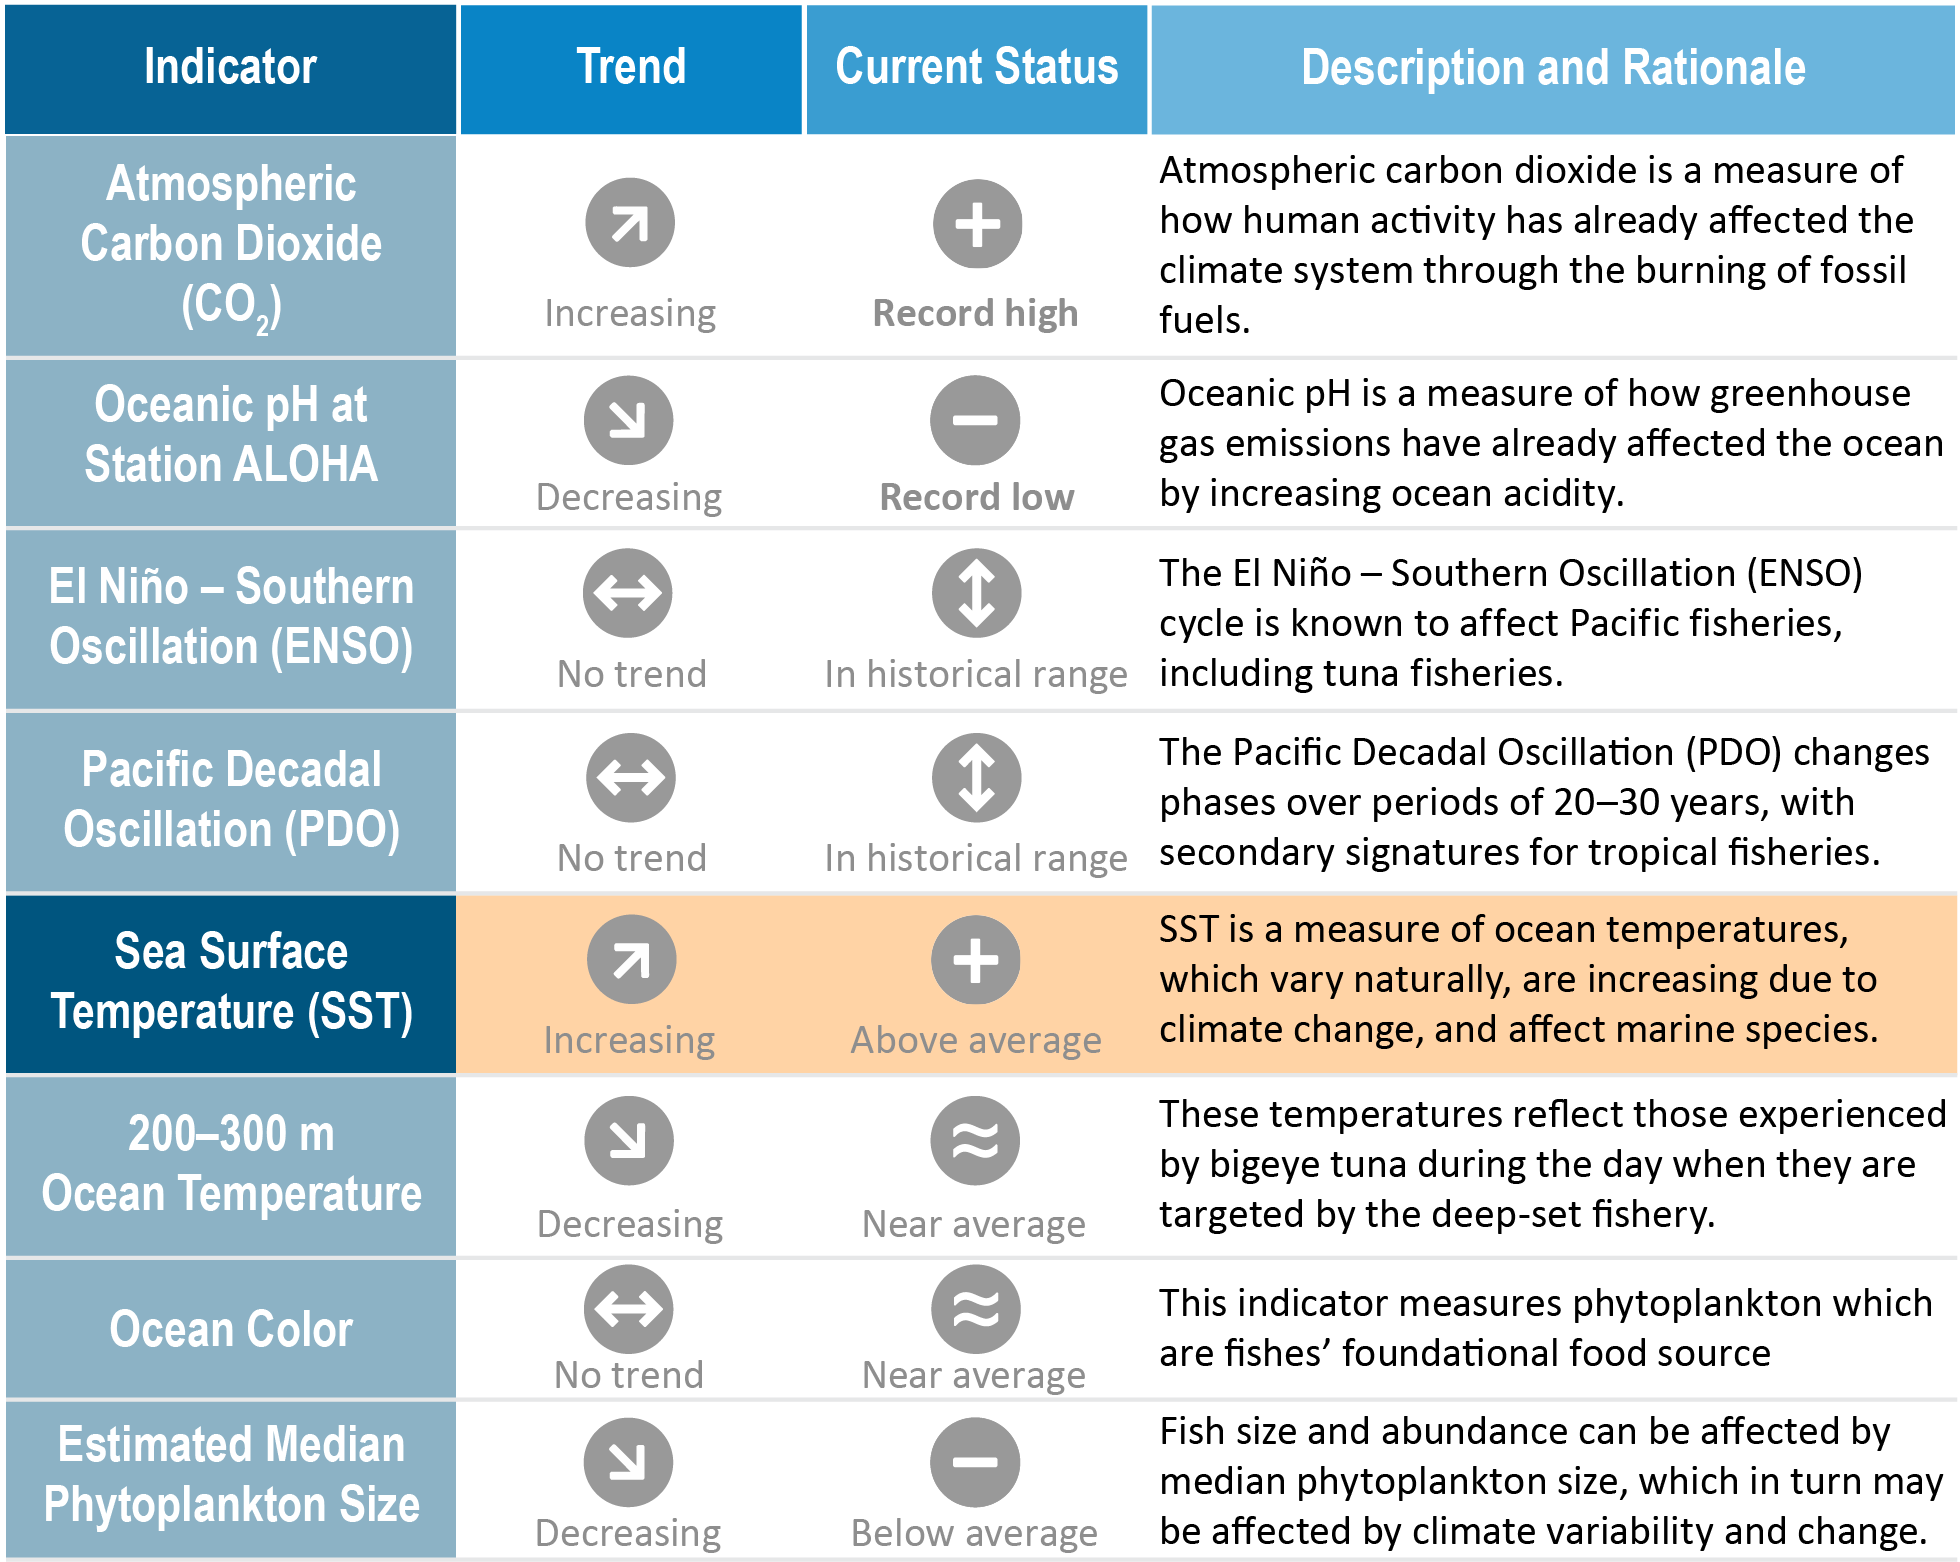 Indicator
Trend
Current Status
Description and Rationale
Atmospheric
Carbon Dioxide
(CO₂)
Increasing
Record high
Atmospheric carbon dioxide is a measure of
how human activity has already affected the
climate system through the burning of fossil
fuels.
Oceanic pH at
Station ALOHA
Decreasing
Record low
Oceanic pH is a measure of how greenhouse
gas emissions have already affected the ocean
by increasing ocean acidity.
El Niño – Southern
Oscillation (ENSO)
No trend
In historical range
The El Niño – Southern Oscillation (ENSO)
cycle is known to affect Pacific fisheries,
including tuna fisheries.
Pacific Decadal
Oscillation (PDO)
No trend
In historical range
The Pacific Decadal Oscillation (PDO) changes
phases over periods of 20–30 years, with
secondary signatures for tropical fisheries.
Sea Surface
Temperature (SST)
Increasing
Above average
SST is a measure of ocean temperatures,
which vary naturally, are increasing due to
climate change, and affect marine species.
200–300 m
Ocean Temperature
Decreasing
Near average
These temperatures reflect those experienced
by bigeye tuna during the day when they are
targeted by the deep-set fishery.
Ocean Color
No trend
Near average
This indicator measures phytoplankton which
are fishes’ foundational food source
Estimated Median
Phytoplankton Size
Decreasing
Below average
Fish size and abundance can be affected by
median phytoplankton size, which in turn may
be affected by climate variability and change.